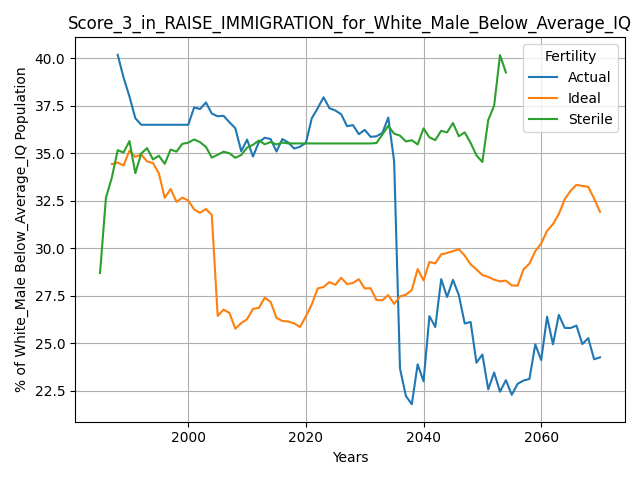 Score_3_in_RAISE_IMMIGRATION_for_White_Male_Below_Average_IQ
% of White_Male Below_Average_IQ Population
40.0
37.5
35.0
32.5
30.0
27.5
25.0
22.5
Fertility
Actual
Ideal
Sterile
2000
2020
2040
2060
Years